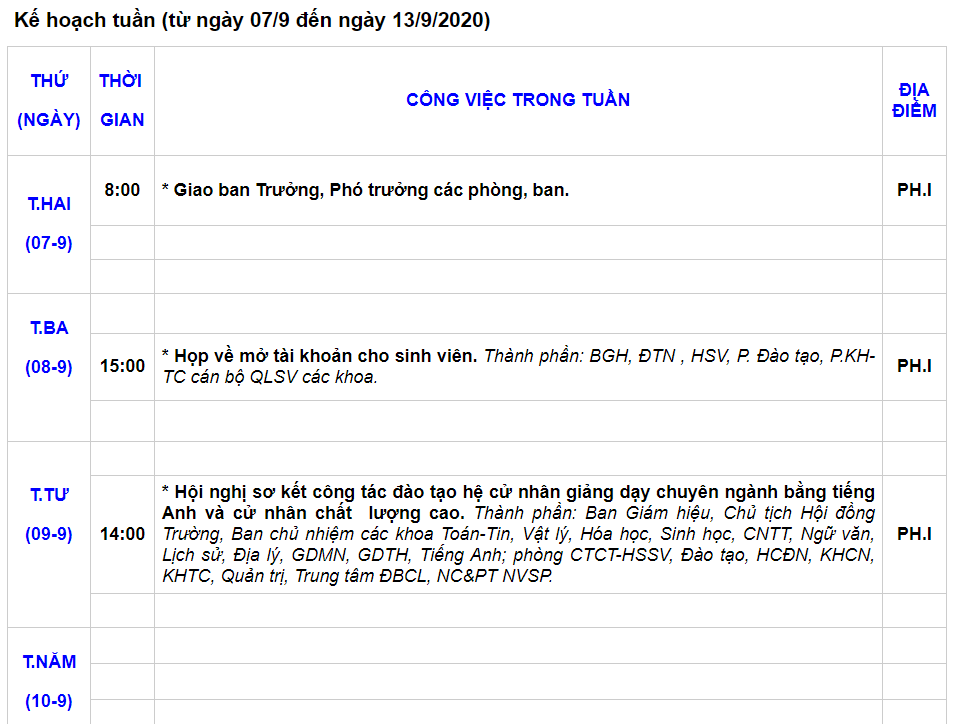 Kế hoạch tuần (từ ngày 07/9 đến ngày 13/9/2020)
THỨ
(NGÀY)
THỜI
GIAN
CÔNG VIỆC TRONG TUẦN
ĐỊA
ĐIỂM
T.HAI
(07-9)
8:00
* Giao ban Trưởng, Phó trưởng các phòng, ban.
PH.I
T.BA
(08-9)
15:00
* Họp về mở tài khoản cho sinh viên. Thành phần: BGH, ĐTN , HSV, P. Đào tạo, P.KH-
TC cán bộ QLSV các khoa.
PH.I
T.TƯ
(09-9)
14:00
* Hội nghị sơ kết công tác đào tạo hệ cử nhân giảng dạy chuyên ngành bằng tiếng
Anh và cử nhân chất  lượng cao. Thành phần: Ban Giám hiệu, Chủ tịch Hội đồng
Trường, Ban chủ nhiệm các khoa Toán-Tin, Vật lý, Hóa học, Sinh học, CNTT, Ngữ văn,
Lịch sử, Địa lý, GDMN, GDTH, Tiếng Anh; phòng CTCT-HSSV, Đào tạo, HCĐN, KHCN,
KHTC, Quản trị, Trung tâm ĐBCL, NC&PT NVSP.
PH.I
T.NĂM
(10-9)